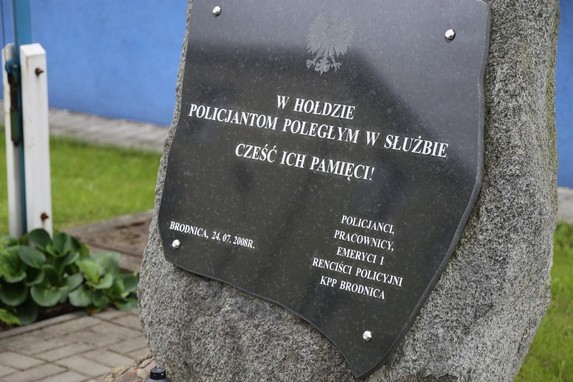 W HOŁDZIE
POLICJANTOM POLEGŁYM W SŁUŻBIE
CZEŚĆ ICH PAMIĘCI!
BRODNICA, 24.07.2008R.
POLICJANCI,
PRACOWNICY,
EMERYCI I
RENCIŚCI POLICYJNI
KPP BRODNICA